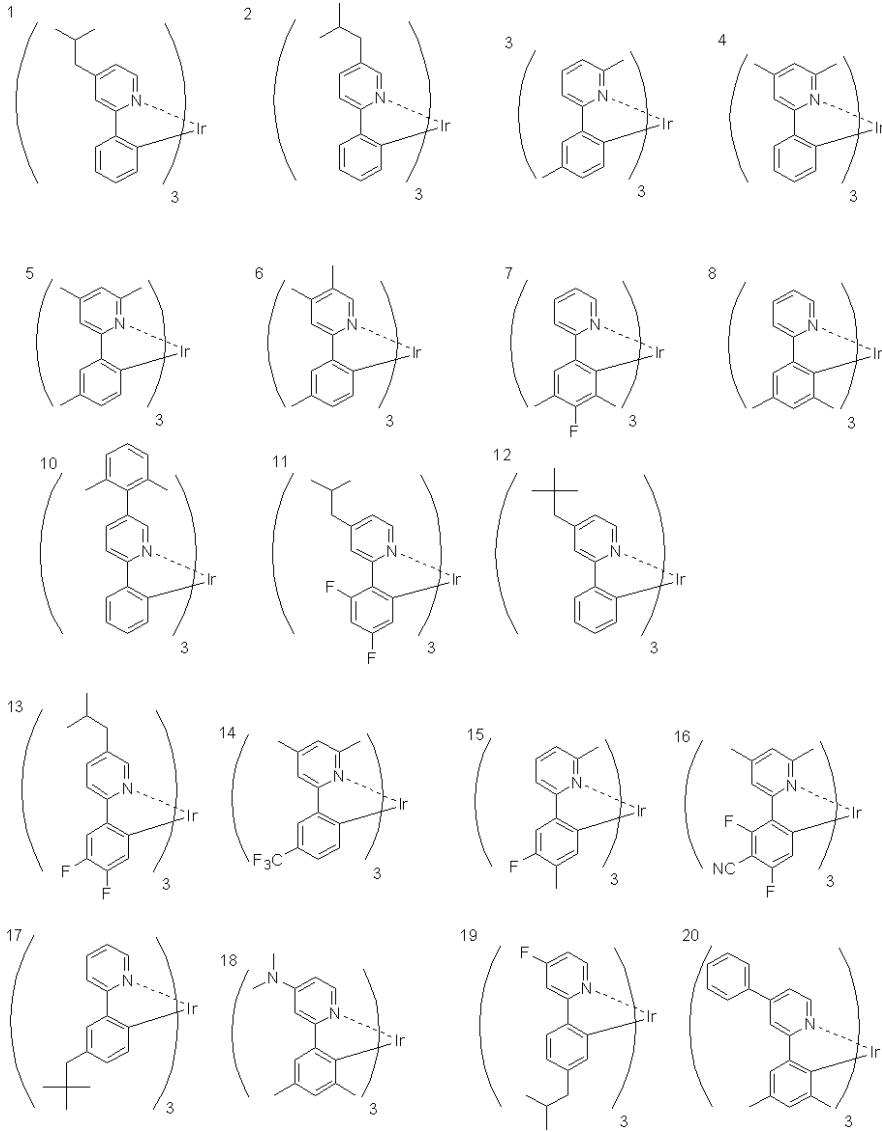 1 2 3 4
N N N N
Ir Ir Ir Ir
3 3 3 3
5 6 7 8
N N N N
Ir Ir Ir Ir
3 3 3 3
F
10 11 12
N N N
Ir Ir Ir
F
3 3 3
F
13 14 15 16
N N N N
Ir Ir Ir Ir
F F3C F F
F NC F
3 3 3 3
17 18 19 20
N F
N N N N
Ir Ir Ir Ir
3 3 3 3